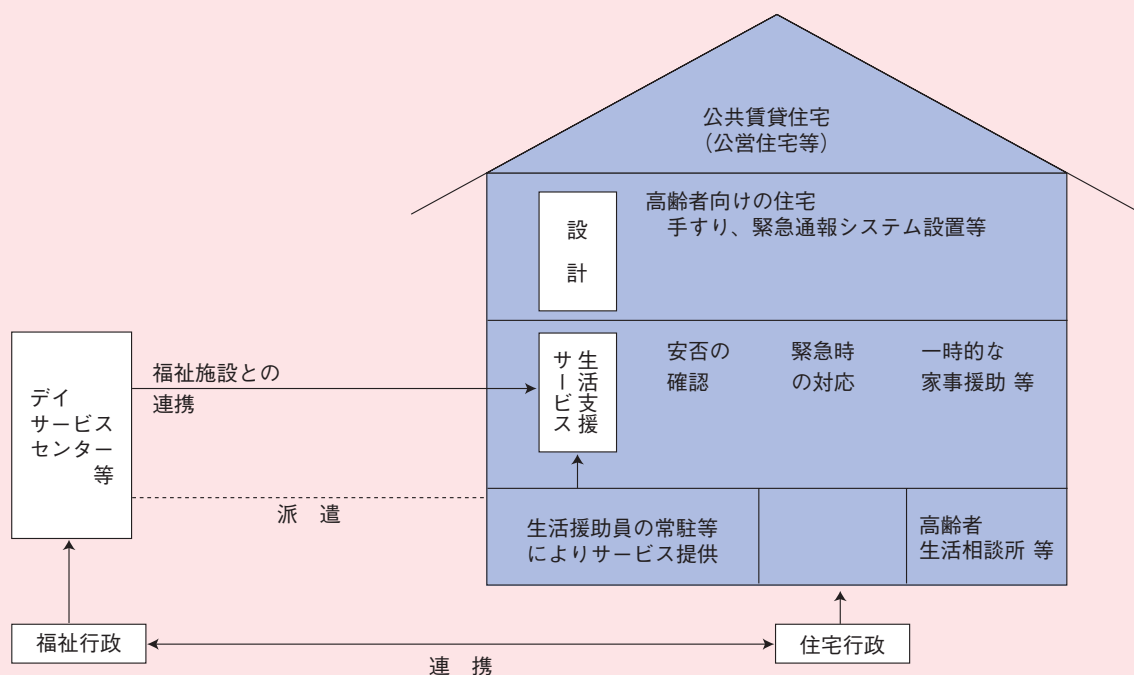 公共賃貸住宅
（公営住宅等）
設
計
高齢者向けの住宅
手すり、緊急通報システム設置等
生活支援
サービス
安否の
確認
緊急時
の対応
一時的な
家事援助 等
福祉施設との
連携
デイ
サービス
センター
等
派　遣
生活援助員の常駐等
によりサービス提供
高齢者
生活相談所 等
福祉行政
住宅行政
連　携